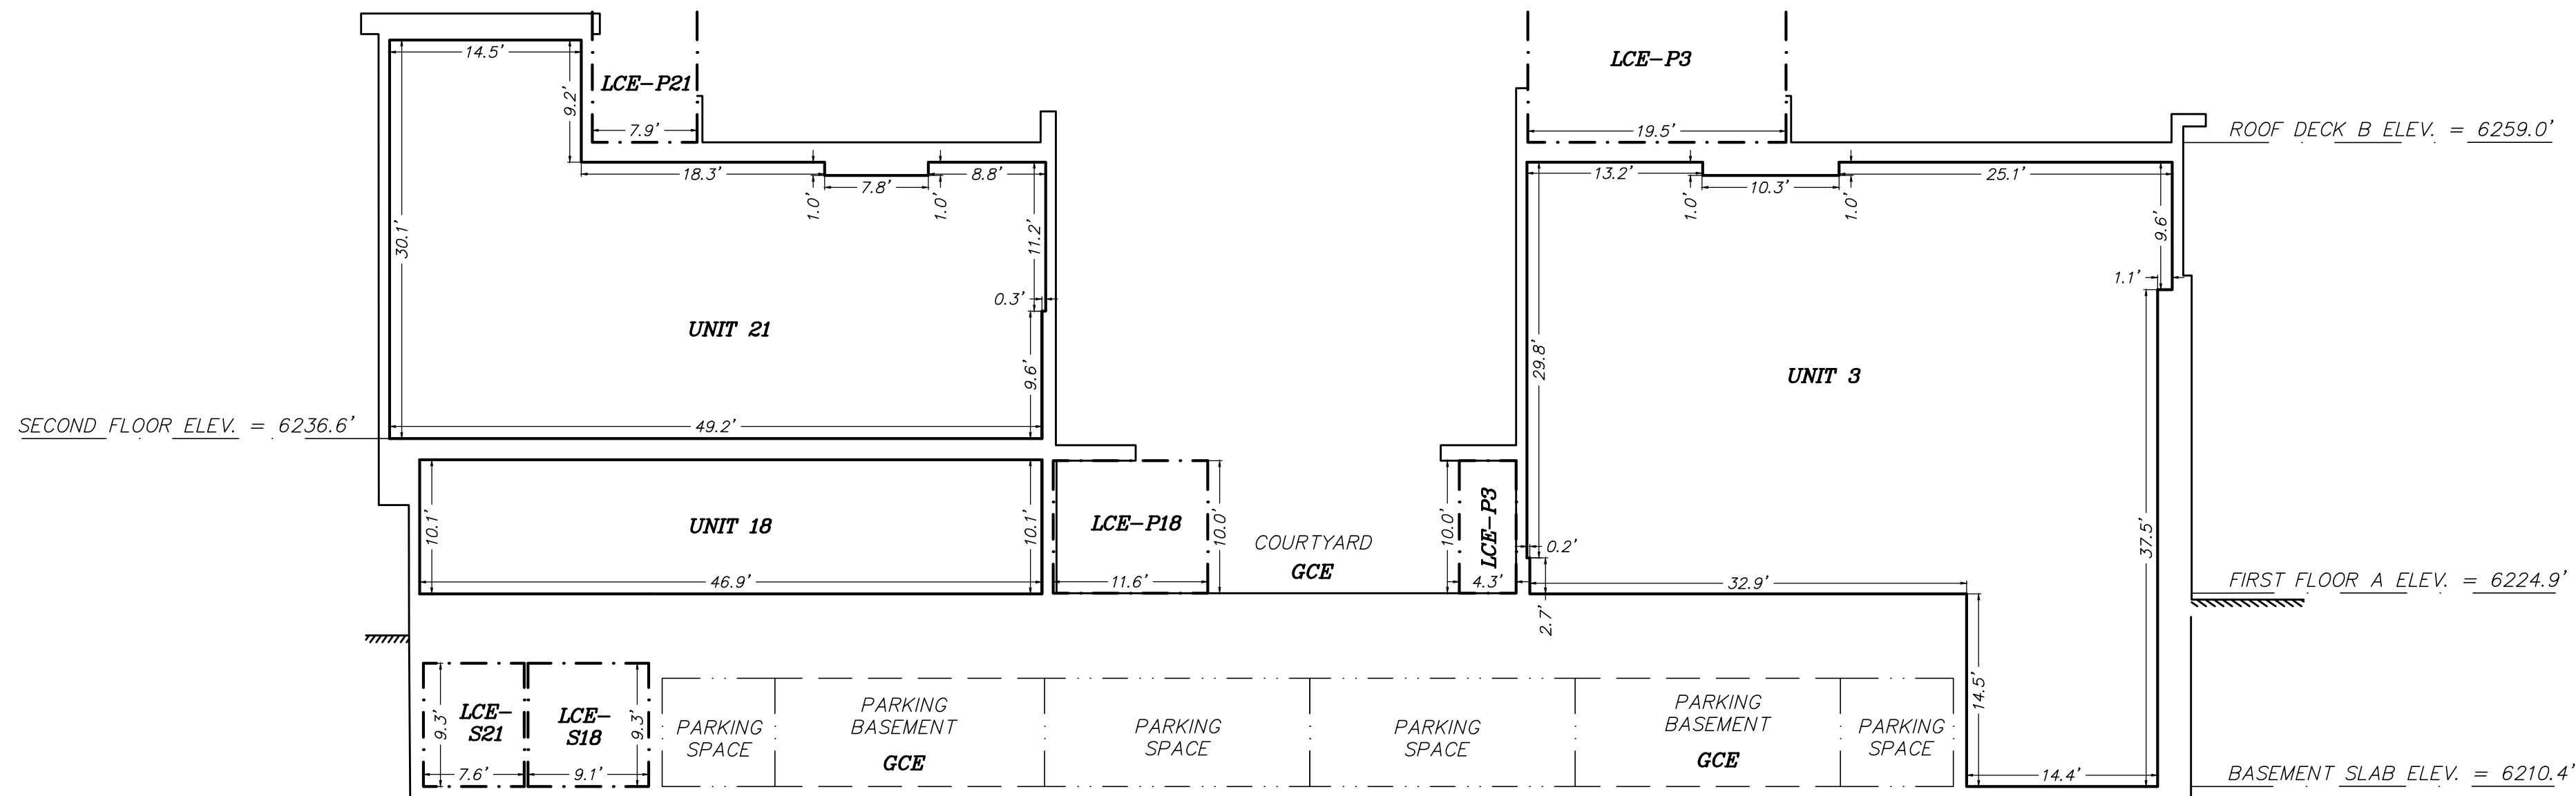 14.5'
LCE-P21
LCE-P3
9.2'
7.9'
19.5'
ROOF DECK B ELEV. = 6259.0'
18.3'
1.0'
7.8'
1.0'
8.8'
13.2'
1.0'
10.3'
1.0'
25.1'
30.1'
11.2'
9.6'
0.3'
1.1'
UNIT 21
29.8'
UNIT 3
9.6'
SECOND FLOOR ELEV. = 6236.6'
49.2'
10.1'
UNIT 18
10.1'
LCE-P18
10.0'
COURTYARD
GCE
10.0'
LCE-P3
0.2'
37.5'
46.9'
11.6'
4.3'
32.9'
FIRST FLOOR A ELEV. = 6224.9'
2.7'
14.5'
9.3'
LCE-
S21
LCE-
S18
9.3'
PARKING
SPACE
PARKING
BASEMENT
GCE
PARKING
SPACE
PARKING
SPACE
PARKING
BASEMENT
GCE
PARKING
SPACE
7.6'
9.1'
14.4'
BASEMENT SLAB ELEV. = 6210.4'